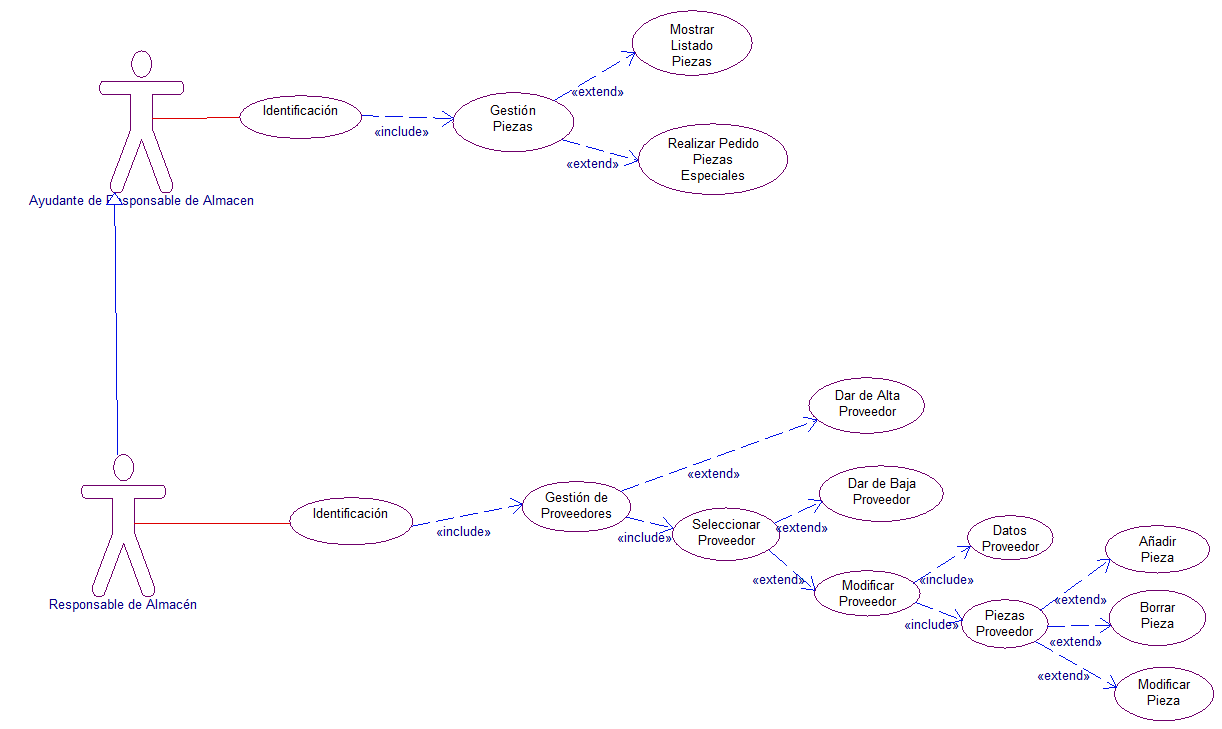 Mostrar
Listado
Piezas
«extend»
Identificación
«include»
Gestión
Piezas
Realizar Pedido
Piezas
Especiales
«extend»
Ayudante de Responsable de Almacen
Dar de Alta
Proveedor
«extend»
Identificación
«include»
Gestión de
Proveedores
«include»
Seleccionar
Proveedor
Dar de Baja
Proveedor
«extend»
«extend»
Modificar
Proveedor
Datos
Proveedor
«include»
«include»
Piezas
Proveedor
Añadir
Pieza
«extend»
Borrar
Pieza
«extend»
«extend»
Modificar
Pieza
Responsable de Almacén